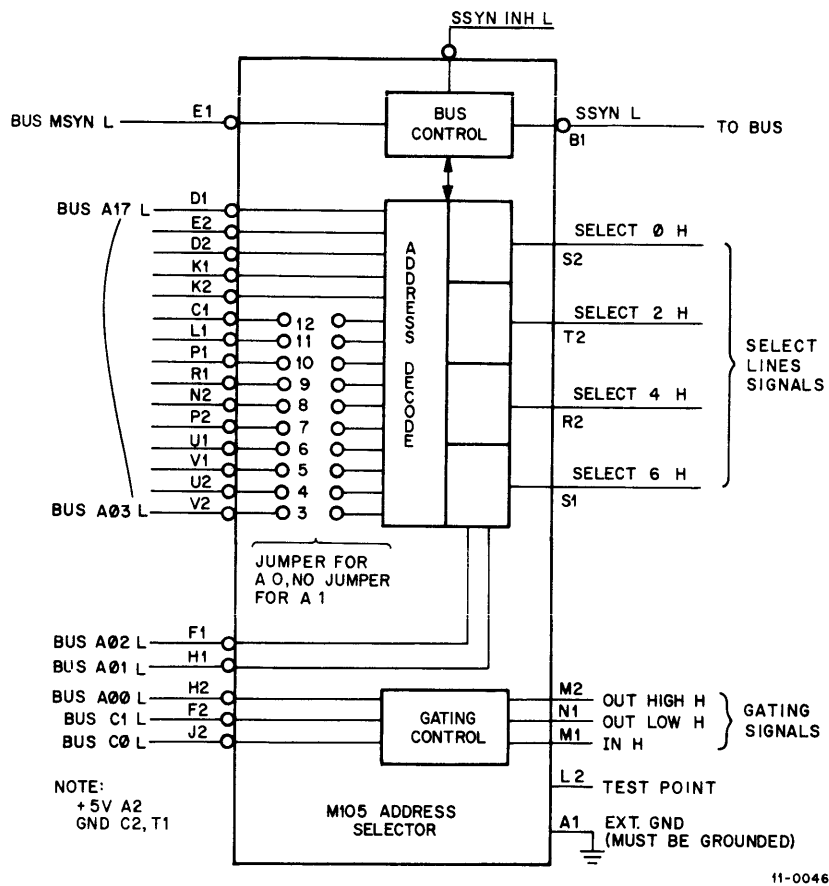 SSYN INH L
BUS MSYN L
E1
BUS CONTROL
SSYN L
B1
TO BUS
BUS A17 L
D1
E2
D2
K1
K2
C1
12
L1
11
P1
10
R1
9
N2
8
P2
7
U1
6
V1
5
U2
4
BUS AØ3 L
V2
3
ADDRESS DECODE
SELECT Ø H
S2
SELECT 2 H
T2
SELECT 4 H
R2
SELECT 6 H
S1
SELECT
LINES
SIGNALS
JUMPER FOR
A O, NO JUMPER
FOR A 1
BUS AØ2 L
F1
BUS AØ1 L
H1
BUS AØØ L
H2
BUS C1 L
F2
BUS CØ L
J2
GATING
CONTROL
M2
OUT HIGH H
N1
OUT LOW H
M1
IN H
GATING
SIGNALS
L2
TEST POINT
A1
EXT. GND
(MUST BE GROUNDED)
NOTE:
+5V A2
GND C2, T1
M105 ADDRESS
SELECTOR
11-0046